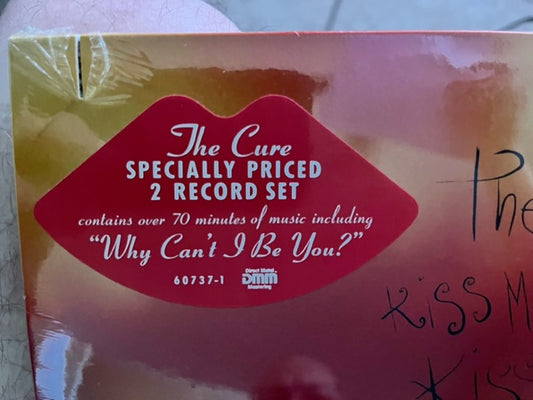 The Cure
SPECIALLY PRICED
2 RECORD SET
contains over 70 minutes of music including
"Why Can't I Be You?"
60737-1
Direct Metal
DMM
Mastering
The
KiSS M
KiSS